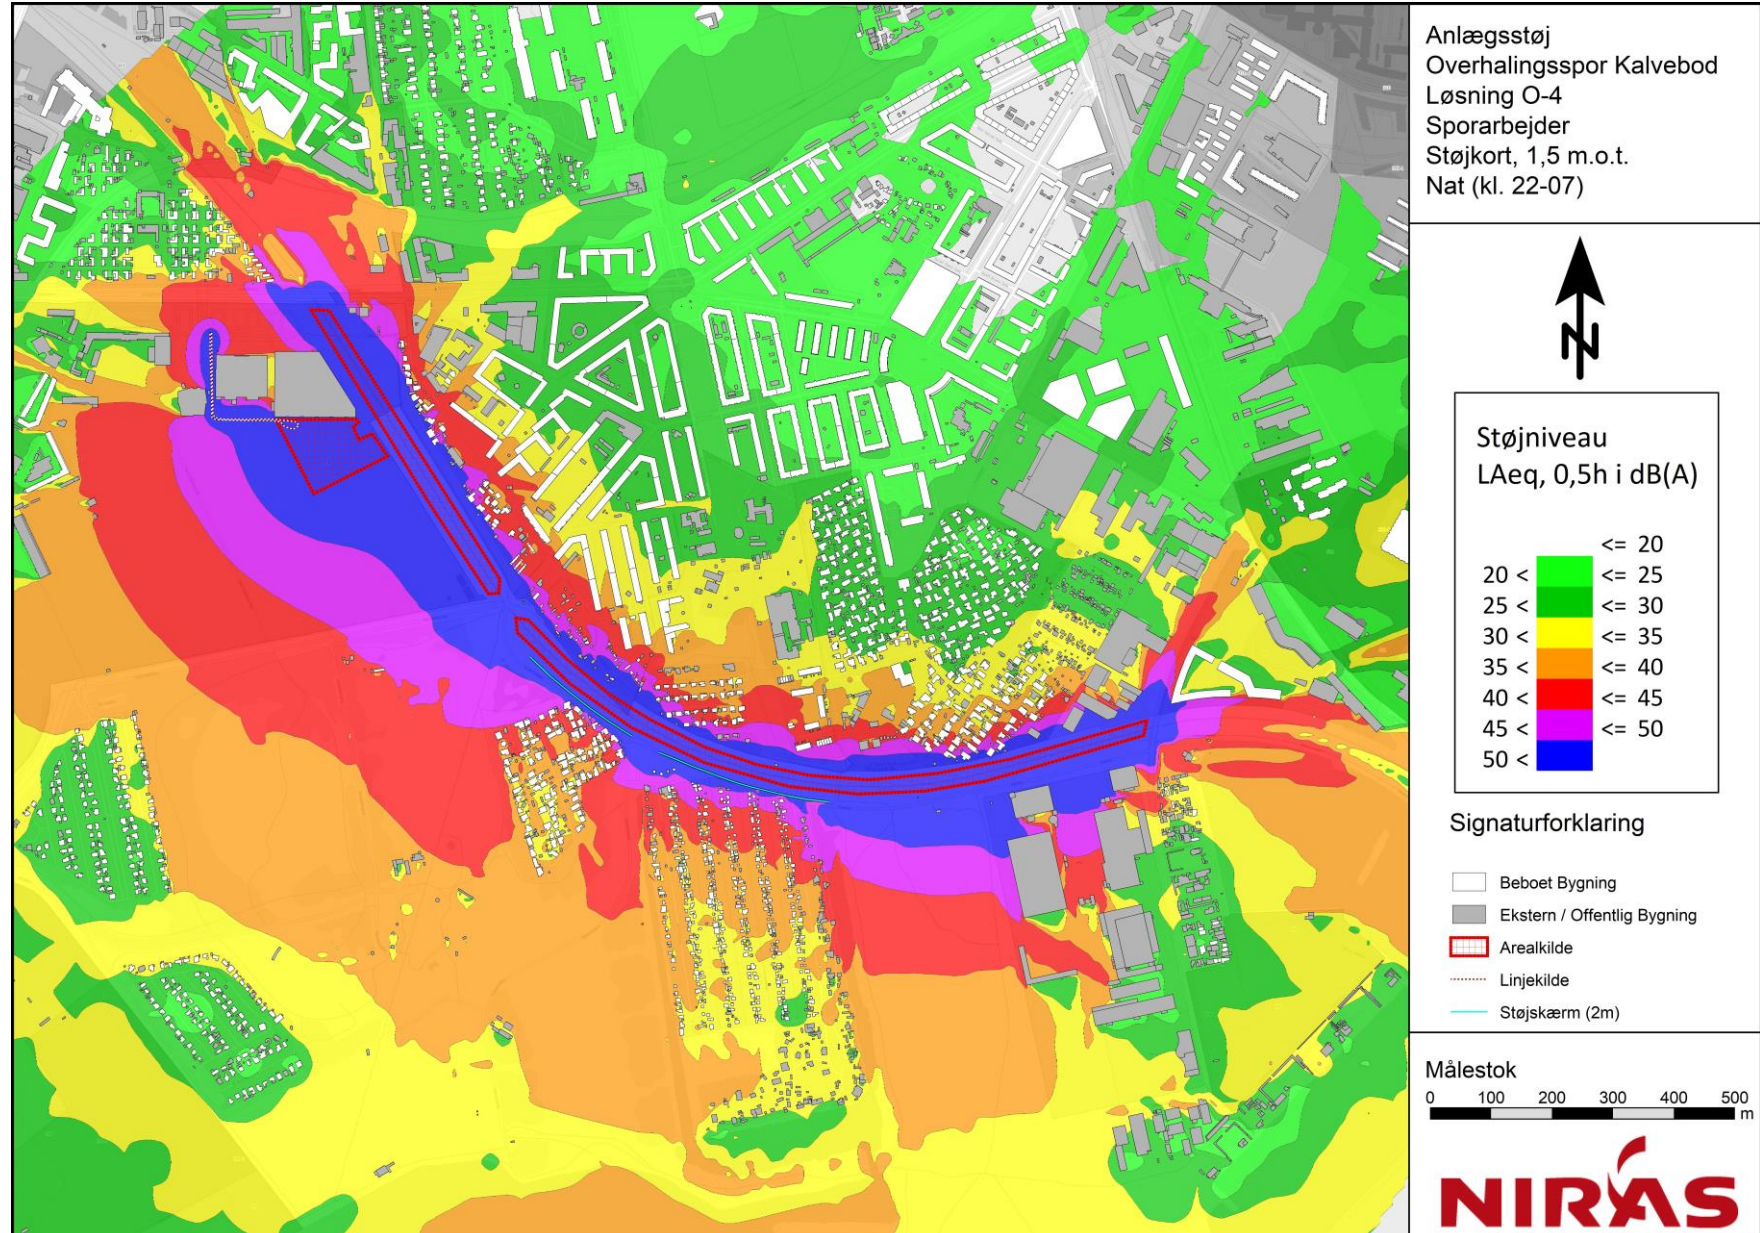 Anlægsstøj
Overhalingsspor Kalvebod
Løsning O-4
Sporarbejder
Støjkort, 1,5 m.o.t.
Nat (kl. 22-07)
N
Støjniveau
LAeq, 0,5h i dB(A)
<= 20
20 < <= 25
25 < <= 30
30 < <= 35
35 < <= 40
40 < <= 45
45 < <= 50
50 <
Signaturforklaring
Beboet Bygning
Ekstern / Offentlig Bygning
Arealkilde
Linjekilde
Støjskærm (2m)
Målestok
0 100 200 300 400 500
m
NIRAS